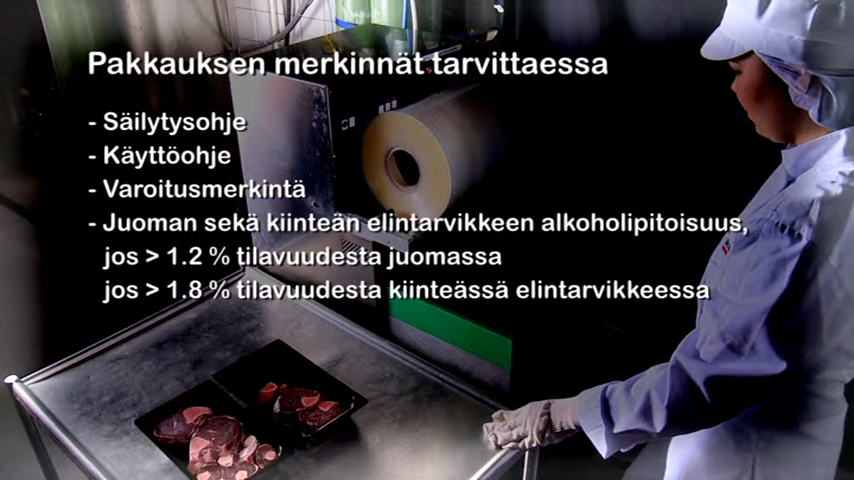 Pakkauksen merkinnät tarvittaessa
- Säilytysohje
- Käyttöohje
- Varoitusmerkintä
- Juoman sekä kiinteän elintarvikkeen alkoholipitoisuus,
jos > 1.2 % tilavuudesta juomassa
jos > 1.8 % tilavuudesta kiinteässä elintarvikkeessa